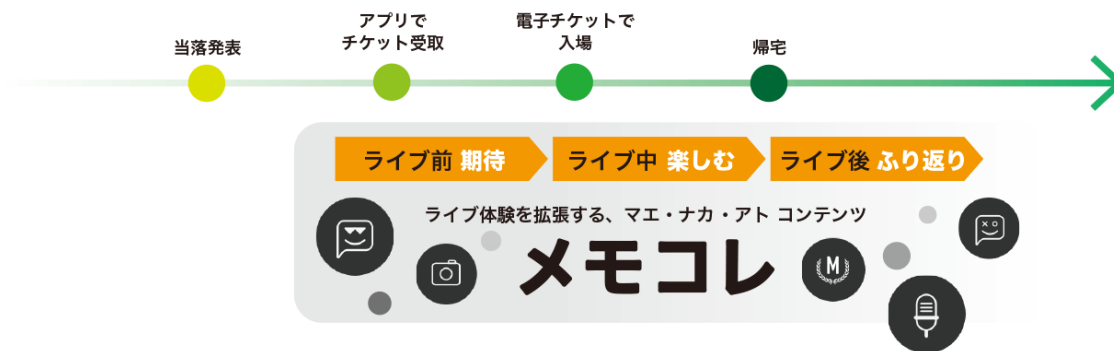 当落発表
アプリで
チケット受取
電子チケットで
入場
帰宅
ライブ前 期待
ライブ中 楽しむ
ライブ後 ふり返り
ライブ体験を拡張する、マエ・ナカ・アト コンテンツ
メモコレ
M